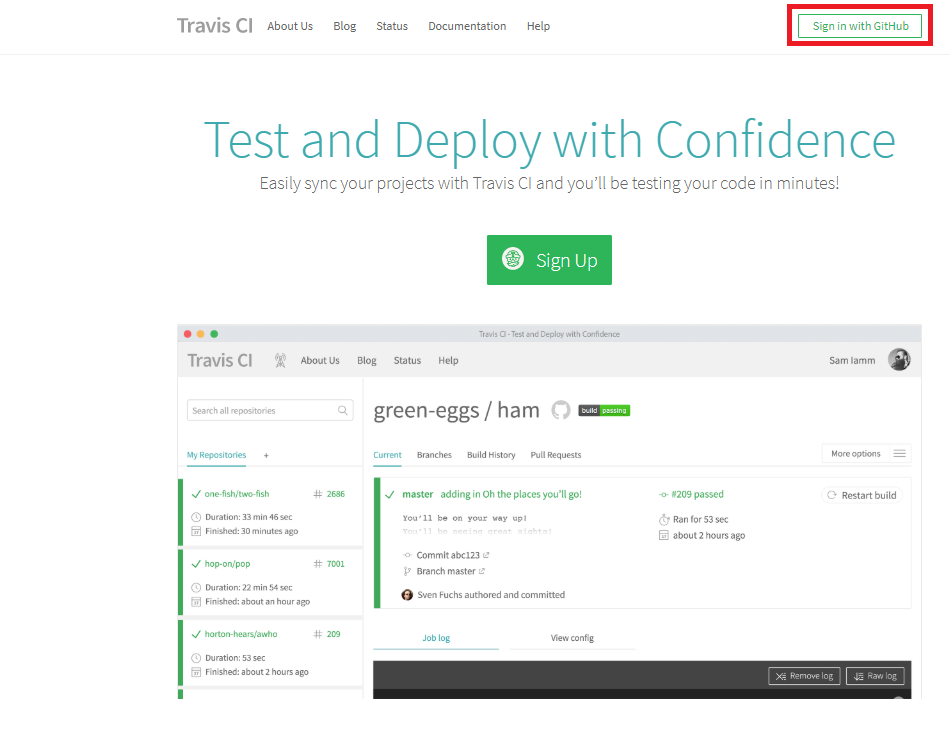 Travis CI About Us Blog Status Documentation Help Sign in with GitHub
Test and Deploy with Confidence
Easily sync your projects with Travis CI and you'll be testing your code in minutes!
Sign Up
Travis CI - Test and Deploy with Confidence
Travis CI About Us Blog Status Help Sam Iamm
Search all repositories
My Repositories +
one-fish/two-fish # 2686
Duration: 33 min 46 sec
Finished: 30 minutes ago
hop-on/pop # 7001
Duration: 22 min 54 sec
Finished: about an hour ago
horton-hears/awho # 209
Duration: 53 sec
Finished: about 2 hours ago
green-eggs / ham build passing
Current Branches Build History Pull Requests More options
master adding in Oh the places you'll go!
You'll be on your way up!
You'll be seeing great sights!
Commit abc123
Branch master
Sven Fuchs authored and committed
#209 passed
Ran for 53 sec
about 2 hours ago
Restart build
Job log View config
Remove log Raw log